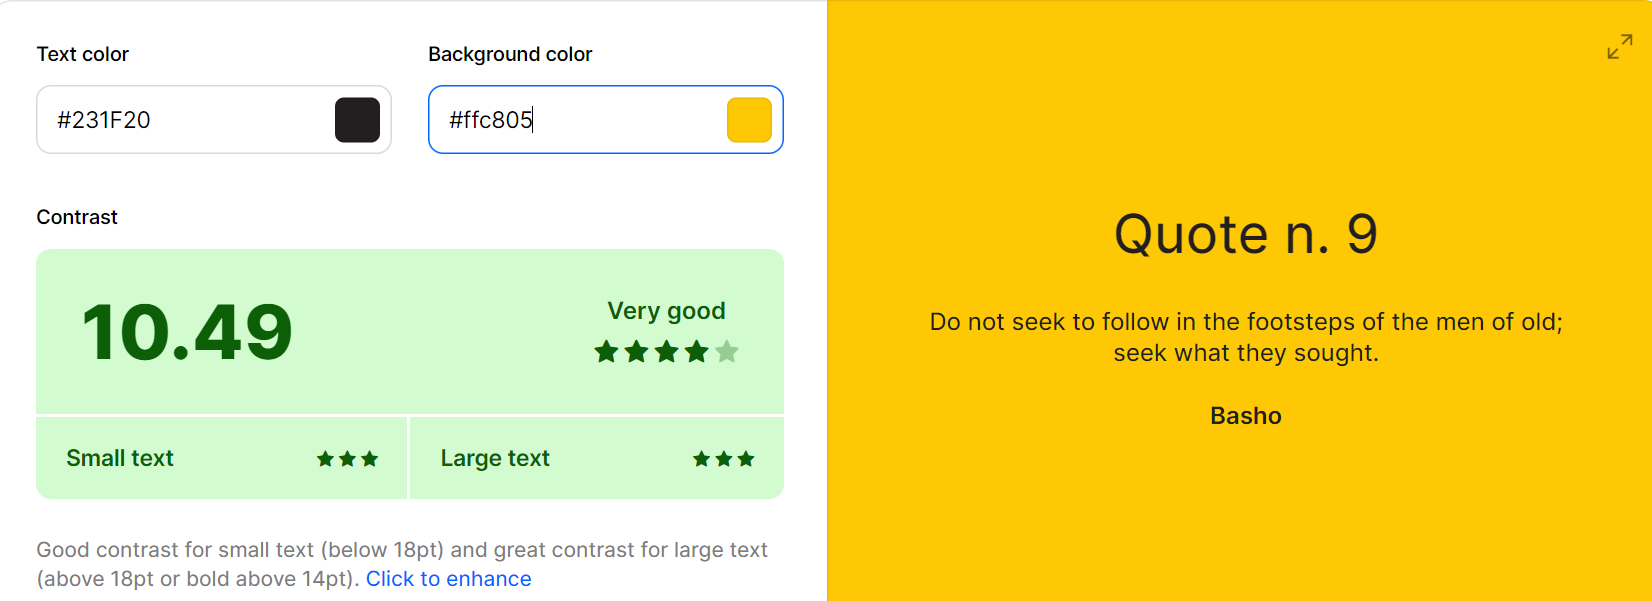 Text color
Background color
#231F20
#ffc805
Contrast
10.49
Very good
Small text
Large text
Good contrast for small text (below 18pt) and great contrast for large text
(above 18pt or bold above 14pt). Click to enhance
Quote n. 9
Do not seek to follow in the footsteps of the men of old;
seek what they sought.
Basho